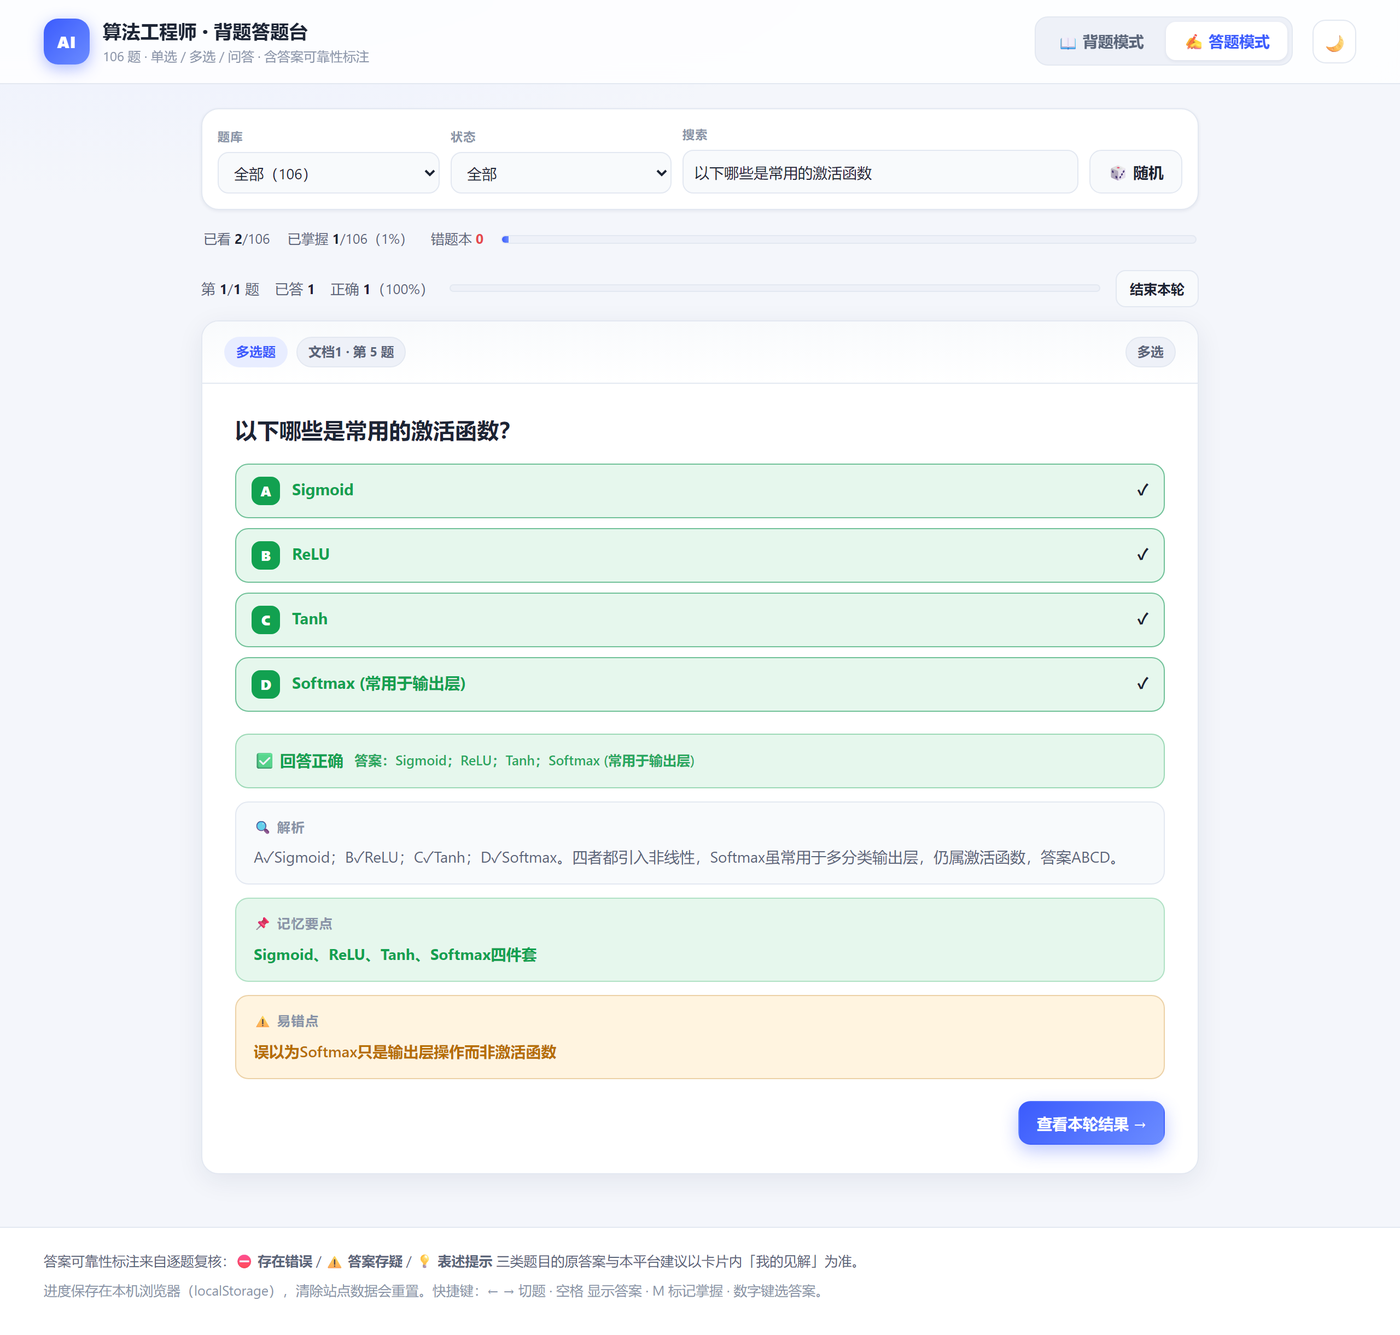 AI
算法工程师 · 背题答题台
106 题 · 单选 / 多选 / 问答 · 含答案可靠性标注
📖 背题模式
✍️ 答题模式
🌙
题库
状态
搜索
全部（106）
全部
以下哪些是常用的激活函数
🎲 随机
已看 2/106 已掌握 1/106（1%） 错题本 0
第 1/1 题 已答 1 正确 1（100%）
结束本轮
多选题
文档1 · 第 5 题
多选
以下哪些是常用的激活函数？
A Sigmoid ✓
B ReLU ✓
C Tanh ✓
D Softmax (常用于输出层) ✓
✅ 回答正确 答案：Sigmoid；ReLU；Tanh；Softmax (常用于输出层)
🔍 解析
A✓Sigmoid；B✓ReLU；C✓Tanh；D✓Softmax。四者都引入非线性，Softmax虽常用于多分类输出层，仍属激活函数，答案ABCD。
📌 记忆要点
Sigmoid、ReLU、Tanh、Softmax四件套
⚠️ 易错点
误以为Softmax只是输出层操作而非激活函数
查看本轮结果 →
答案可靠性标注来自逐题复核：⛔ 存在错误 / ⚠️ 答案存疑 / 💡 表述提示 三类题目的原答案与本平台建议以卡片内「我的见解」为准。
进度保存在本机浏览器（localStorage），清除站点数据会重置。快捷键：← → 切题 · 空格 显示答案 · M 标记掌握 · 数字键选答案。